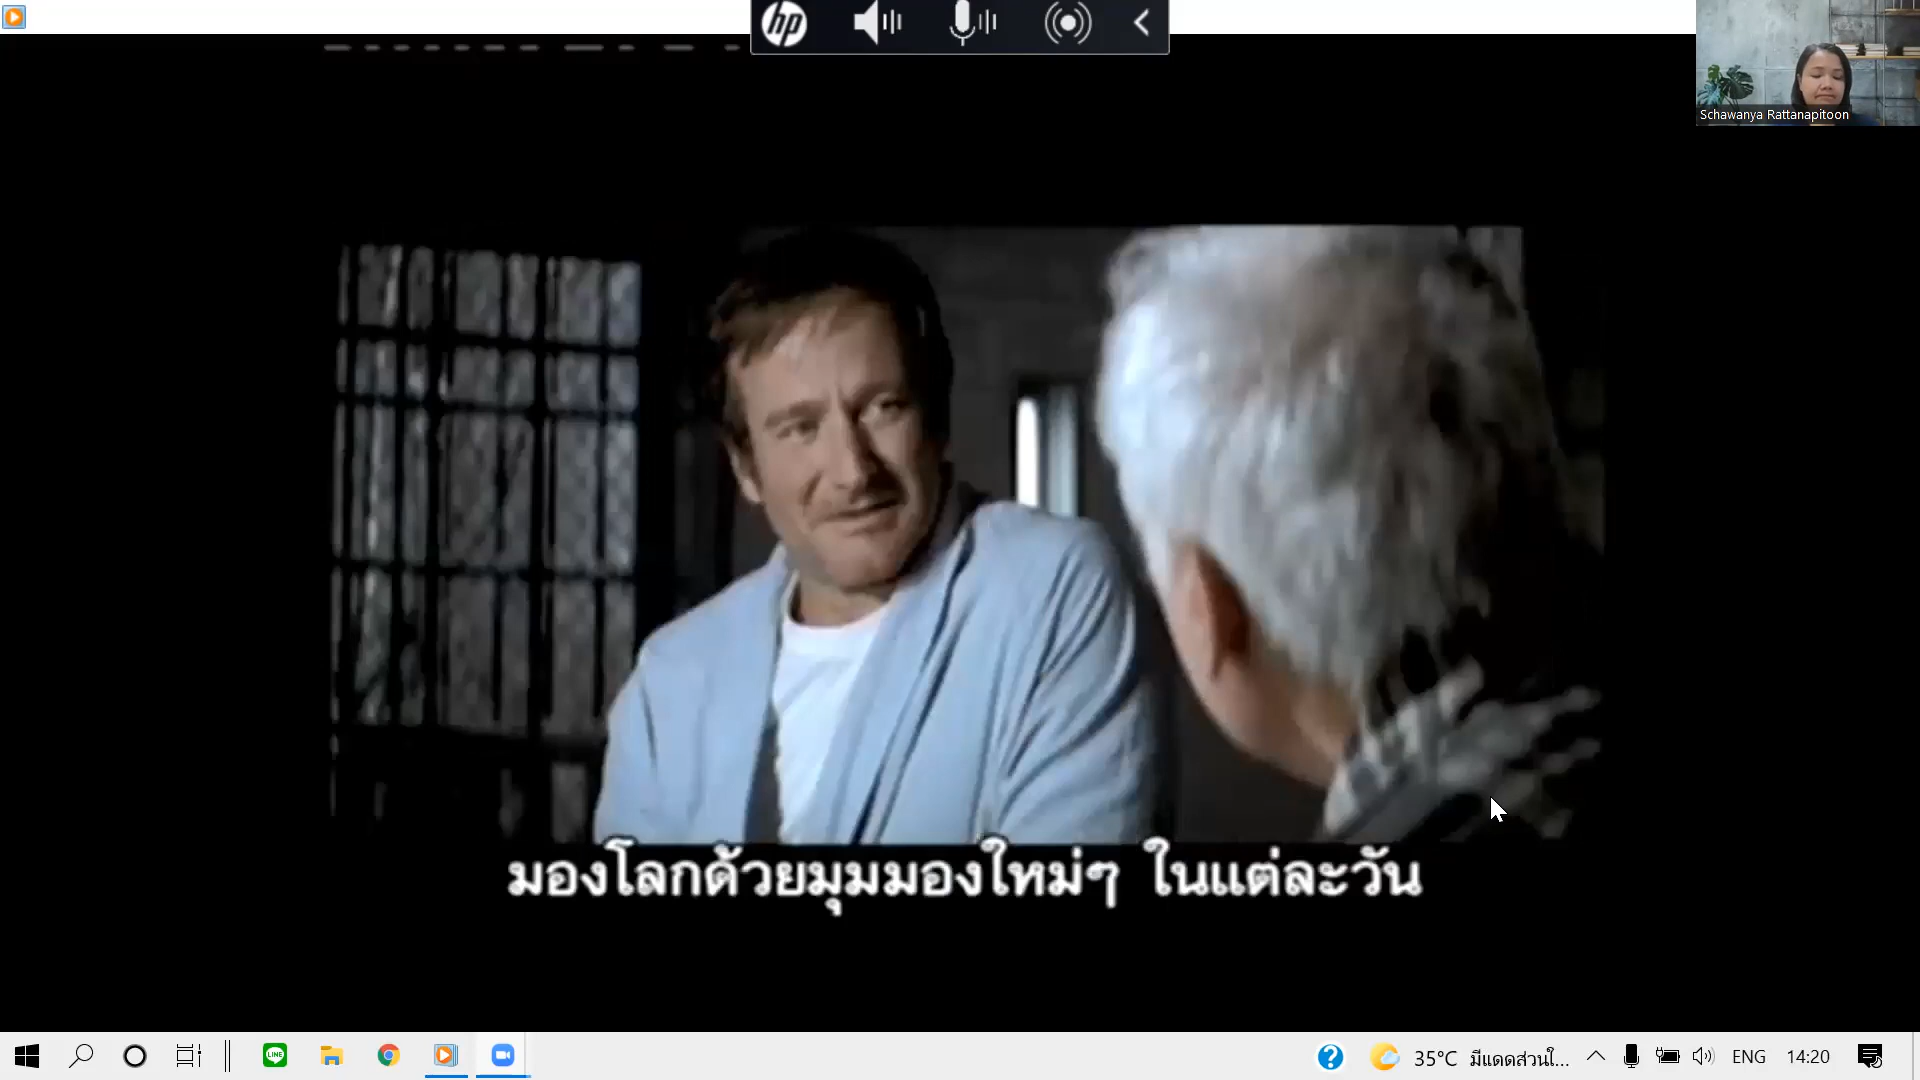 hp
Schawanya Rattanapitoon
มองโลกด้วยมุมมองใหม่ๆ ในแต่ละวัน
LINE
35°C มีแดดส่วนใ... ENG 14:20